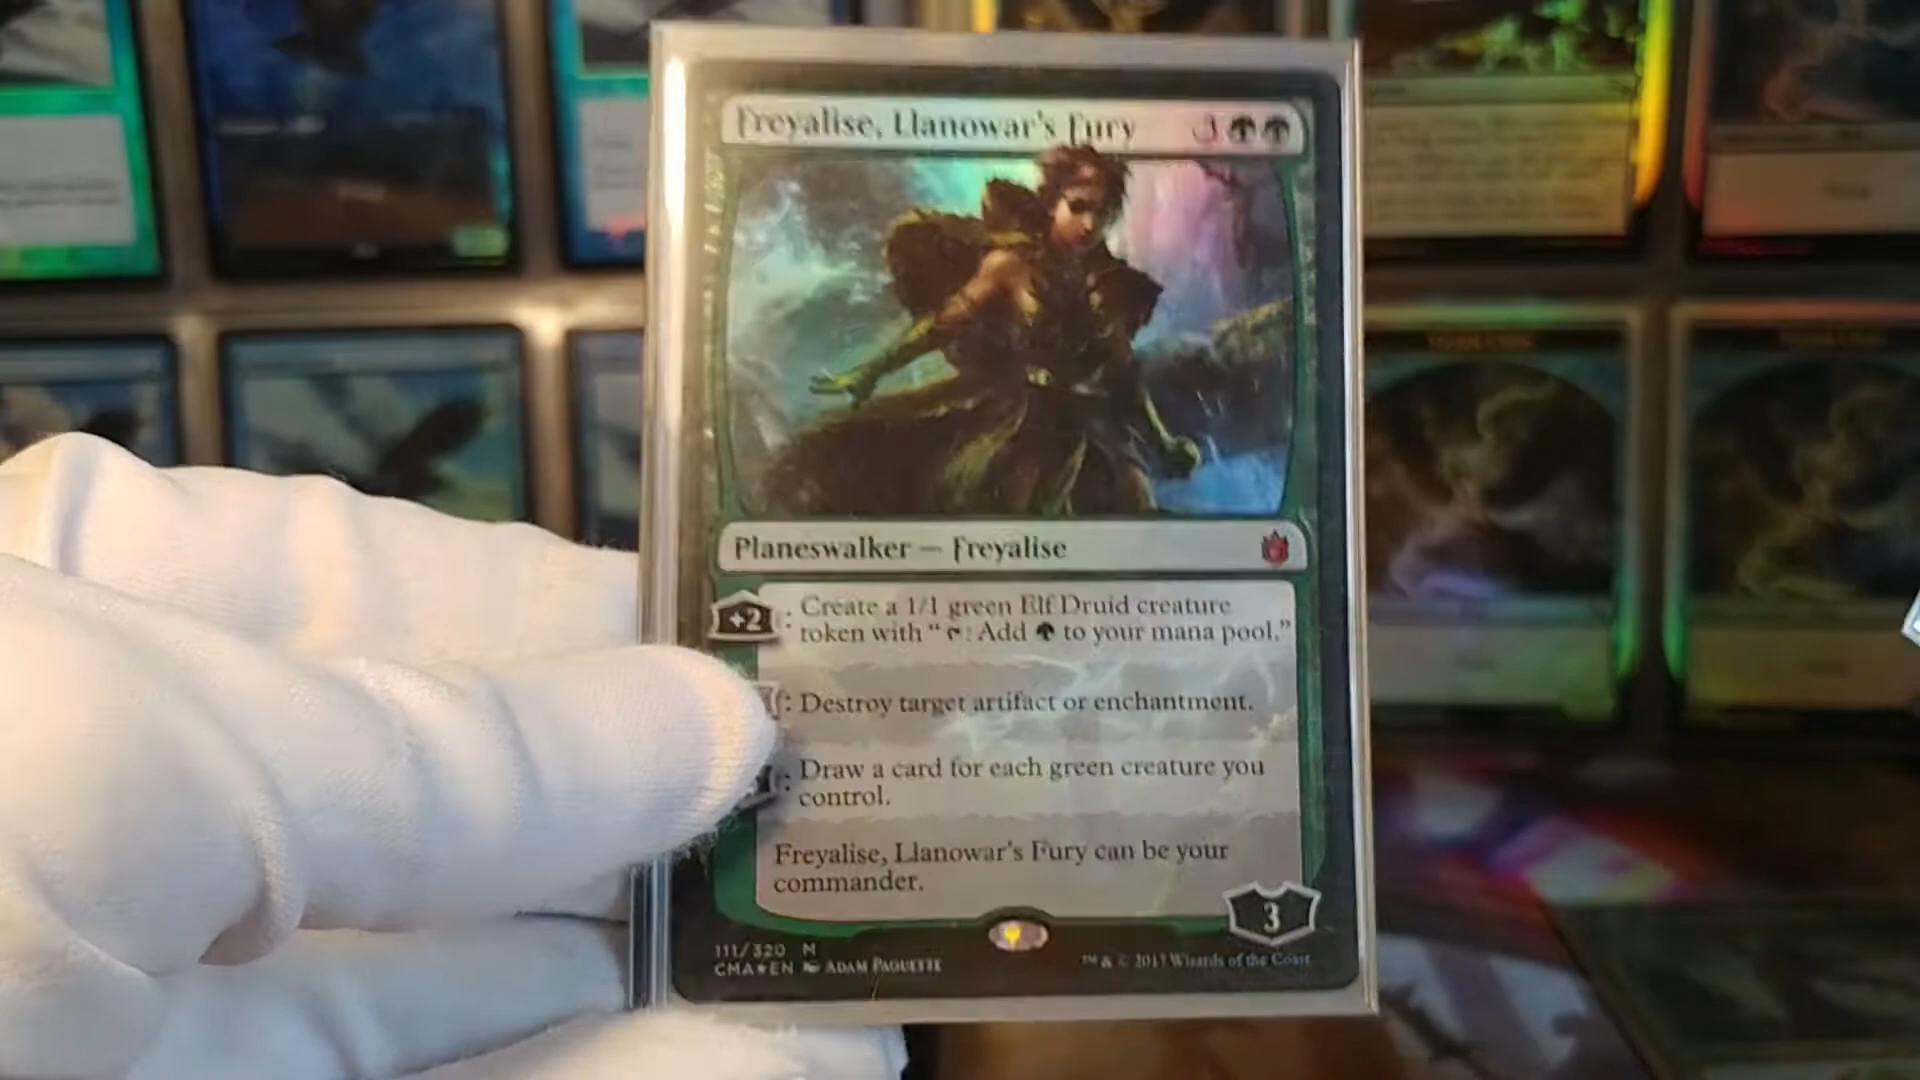 Freyalise, Llanowar's Fury 3
Planeswalker — Freyalise
+2 : Create a 1/1 green Elf Druid creature
token with “ : Add to your mana pool.”
: Destroy target artifact or enchantment.
: Draw a card for each green creature you
control.
Freyalise, Llanowar's Fury can be your
commander.
3
111/320 M
CMA★EN ADAM PAQUETTE
™ & © 2017 Wizards of the Coast